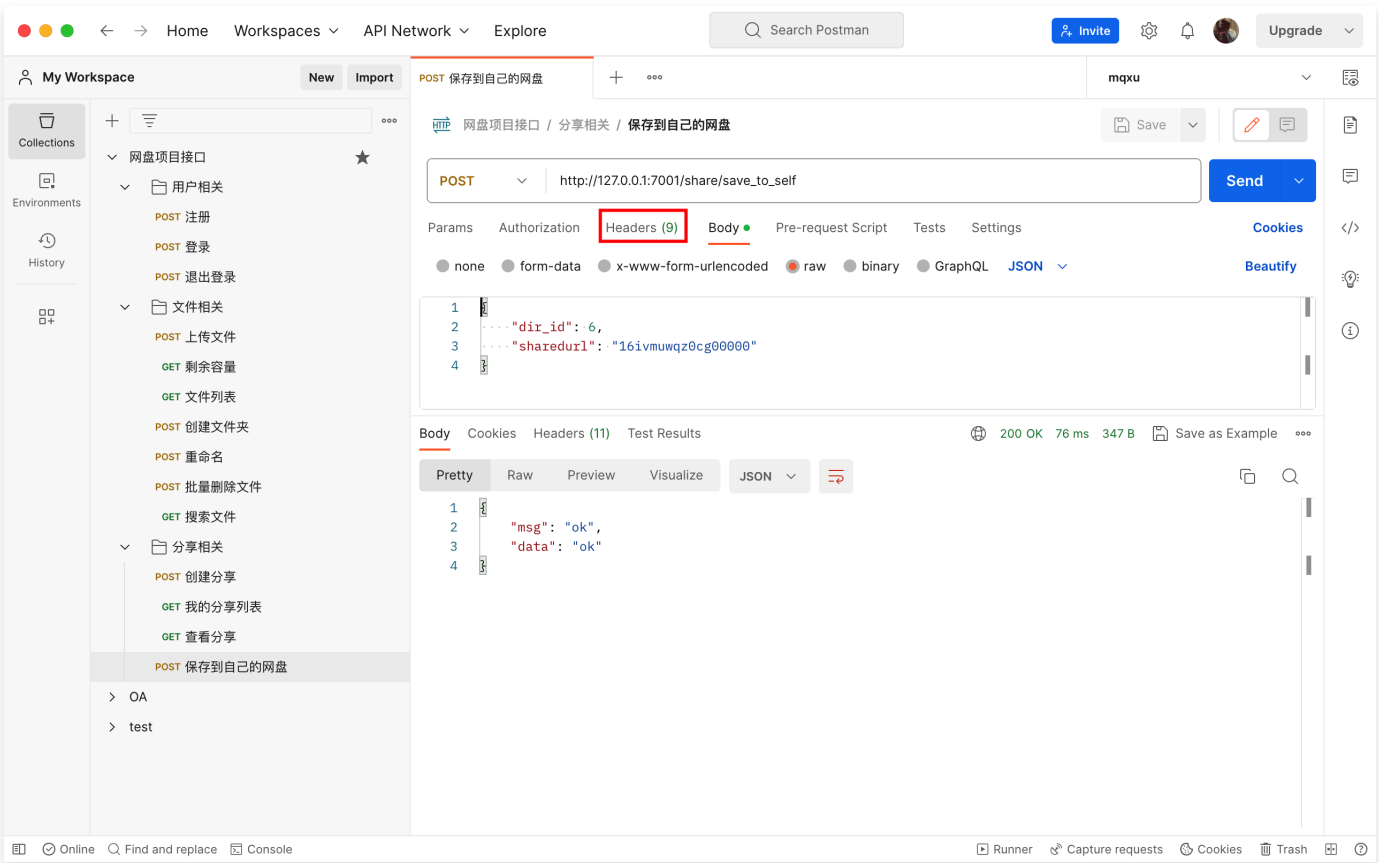 Home Workspaces API Network Explore Search Postman Invite Upgrade
My Workspace New Import POST 保存到自己的网盘 mqxu
Collections
Environments
History
网盘项目接口
用户相关
POST 注册
POST 登录
POST 退出登录
文件相关
POST 上传文件
GET 剩余容量
GET 文件列表
POST 创建文件夹
POST 重命名
POST 批量删除文件
GET 搜索文件
分享相关
POST 创建分享
GET 我的分享列表
GET 查看分享
POST 保存到自己的网盘
OA
test
HTTP 网盘项目接口 / 分享相关 / 保存到自己的网盘 Save
POST http://127.0.0.1:7001/share/save_to_self Send
Params Authorization Headers (9) Body Pre-request Script Tests Settings Cookies
none form-data x-www-form-urlencoded raw binary GraphQL JSON Beautify
1 {
2 ····"dir_id":·6,
3 ····"sharedurl":·"16ivmuwqz0cg00000"
4 }
Body Cookies Headers (11) Test Results 200 OK 76 ms 347 B Save as Example
Pretty Raw Preview Visualize JSON
1 {
2 "msg": "ok",
3 "data": "ok"
4 }
Online Find and replace Console Runner Capture requests Cookies Trash